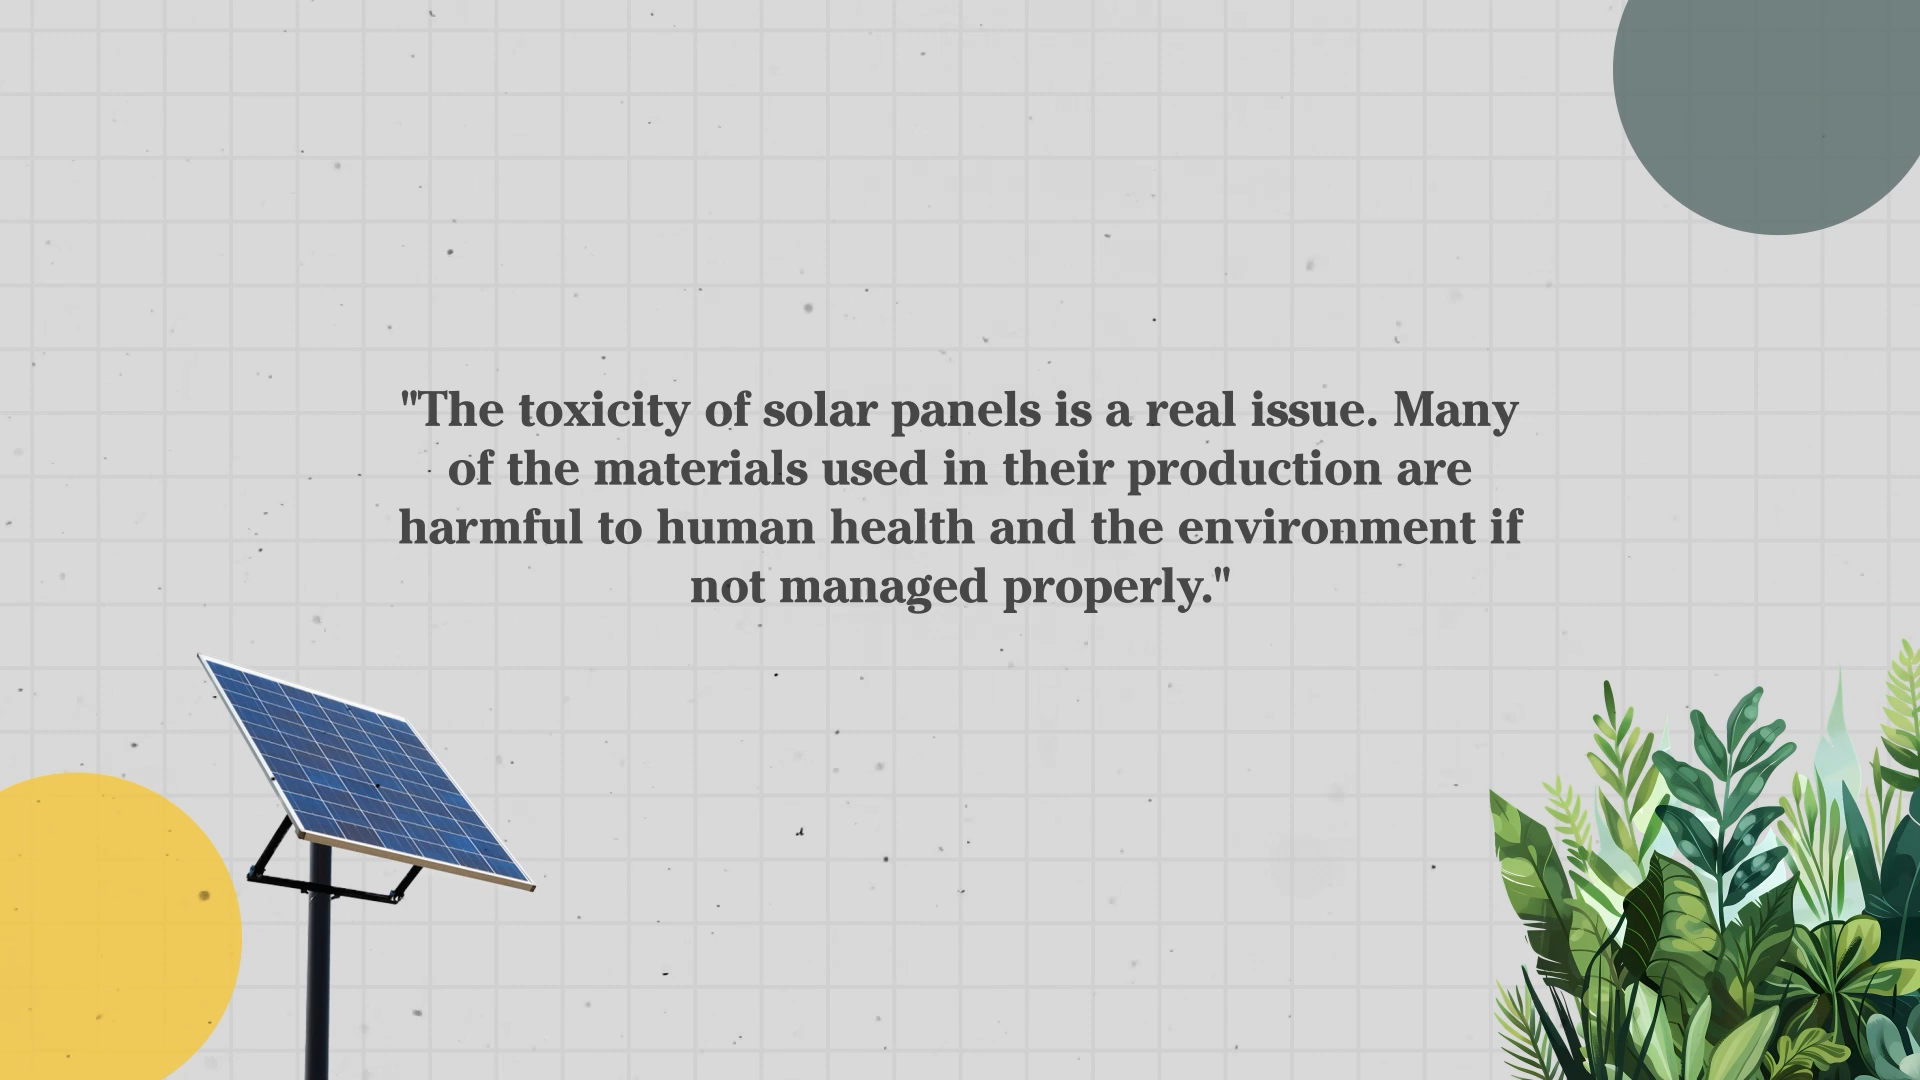 "The toxicity of solar panels is a real issue. Many
of the materials used in their production are
harmful to human health and the environment if
not managed properly."